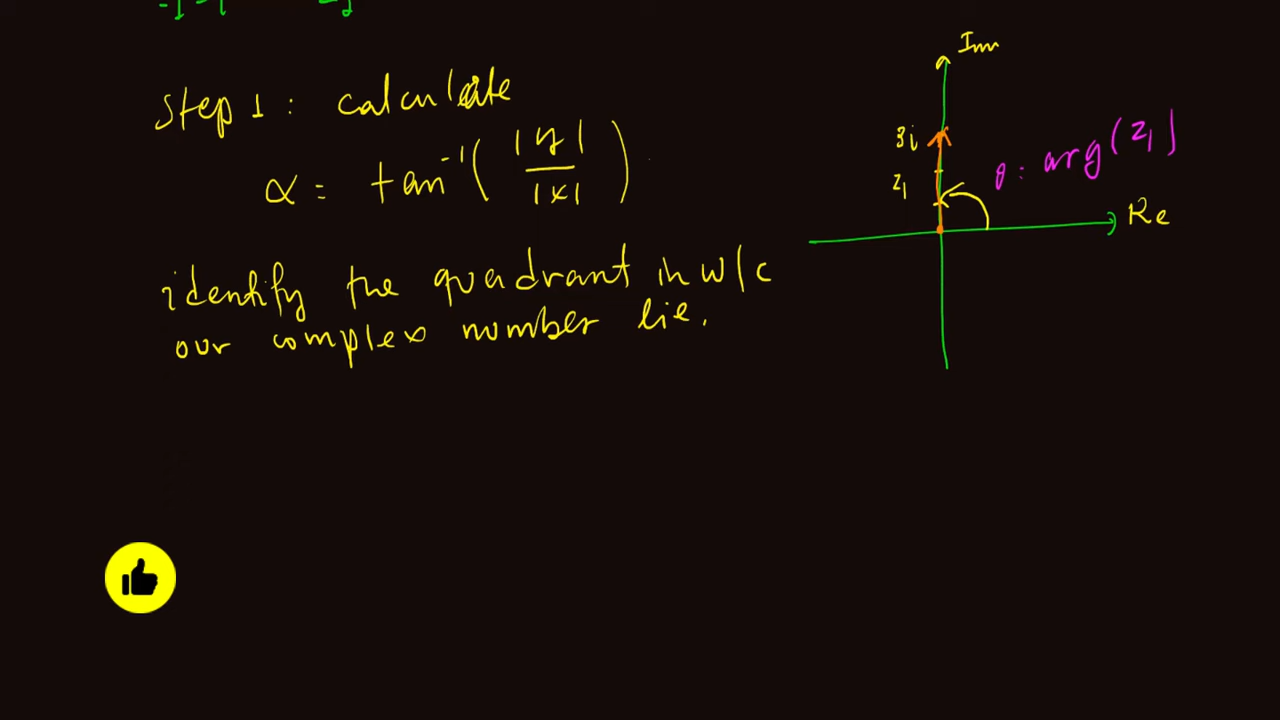 Step 1: calculate
α = tan⁻¹(|y|/|x|)
identify the quadrant in w/c
our complex number lie.
Im
3i
z₁
θ: arg(z₁)
Re